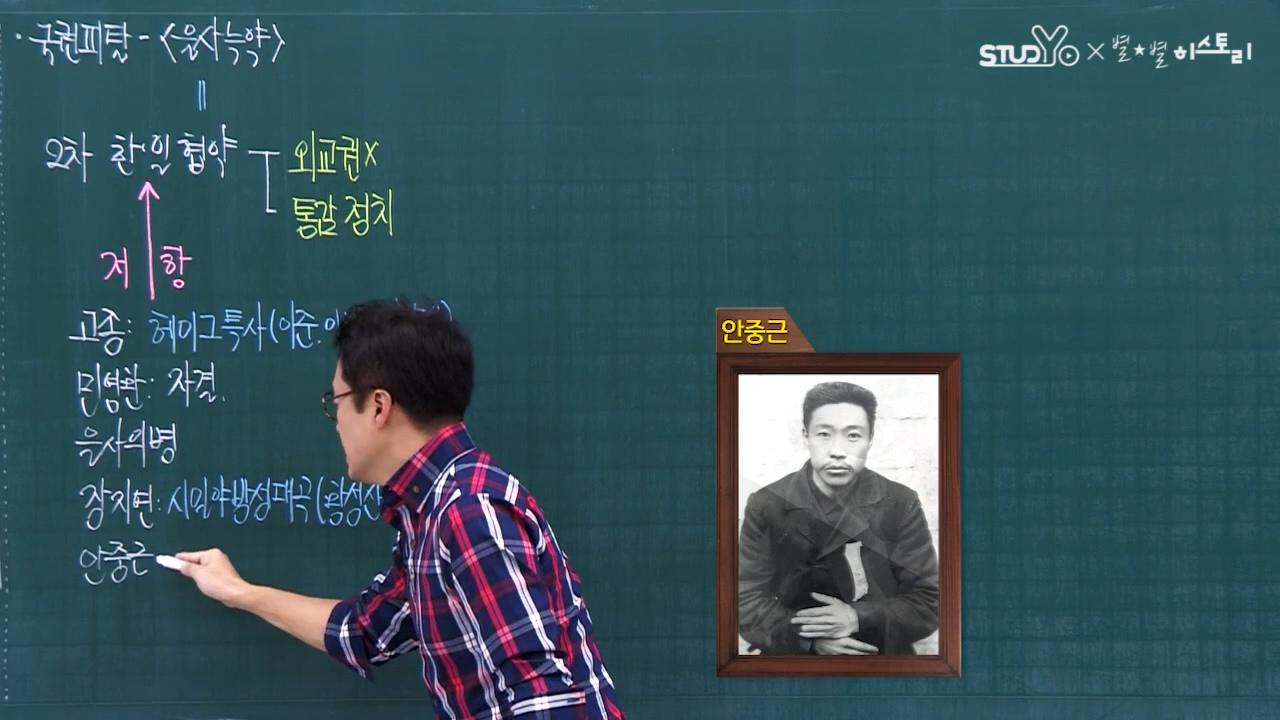 · 국권피탈 - <을사늑약>
STUDYo × 별★별 히스토리
=
2차 한·일 협약
외교권 X
통감 정치
저 항
고종: 헤이그특사(이준.
민영환: 자결.
을사의병
장지연: 시일야방성대곡(황성신
안중근
안중근